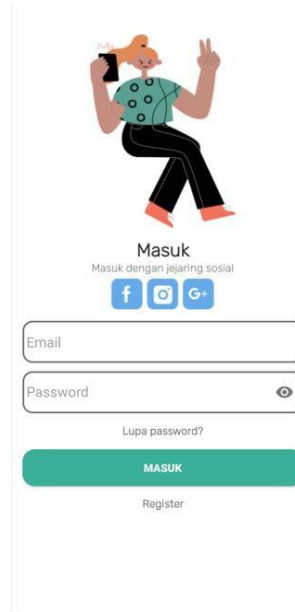 Masuk
Masuk dengan jejaring sosial
f G+
Email
Password
Lupa password?
MASUK
Register